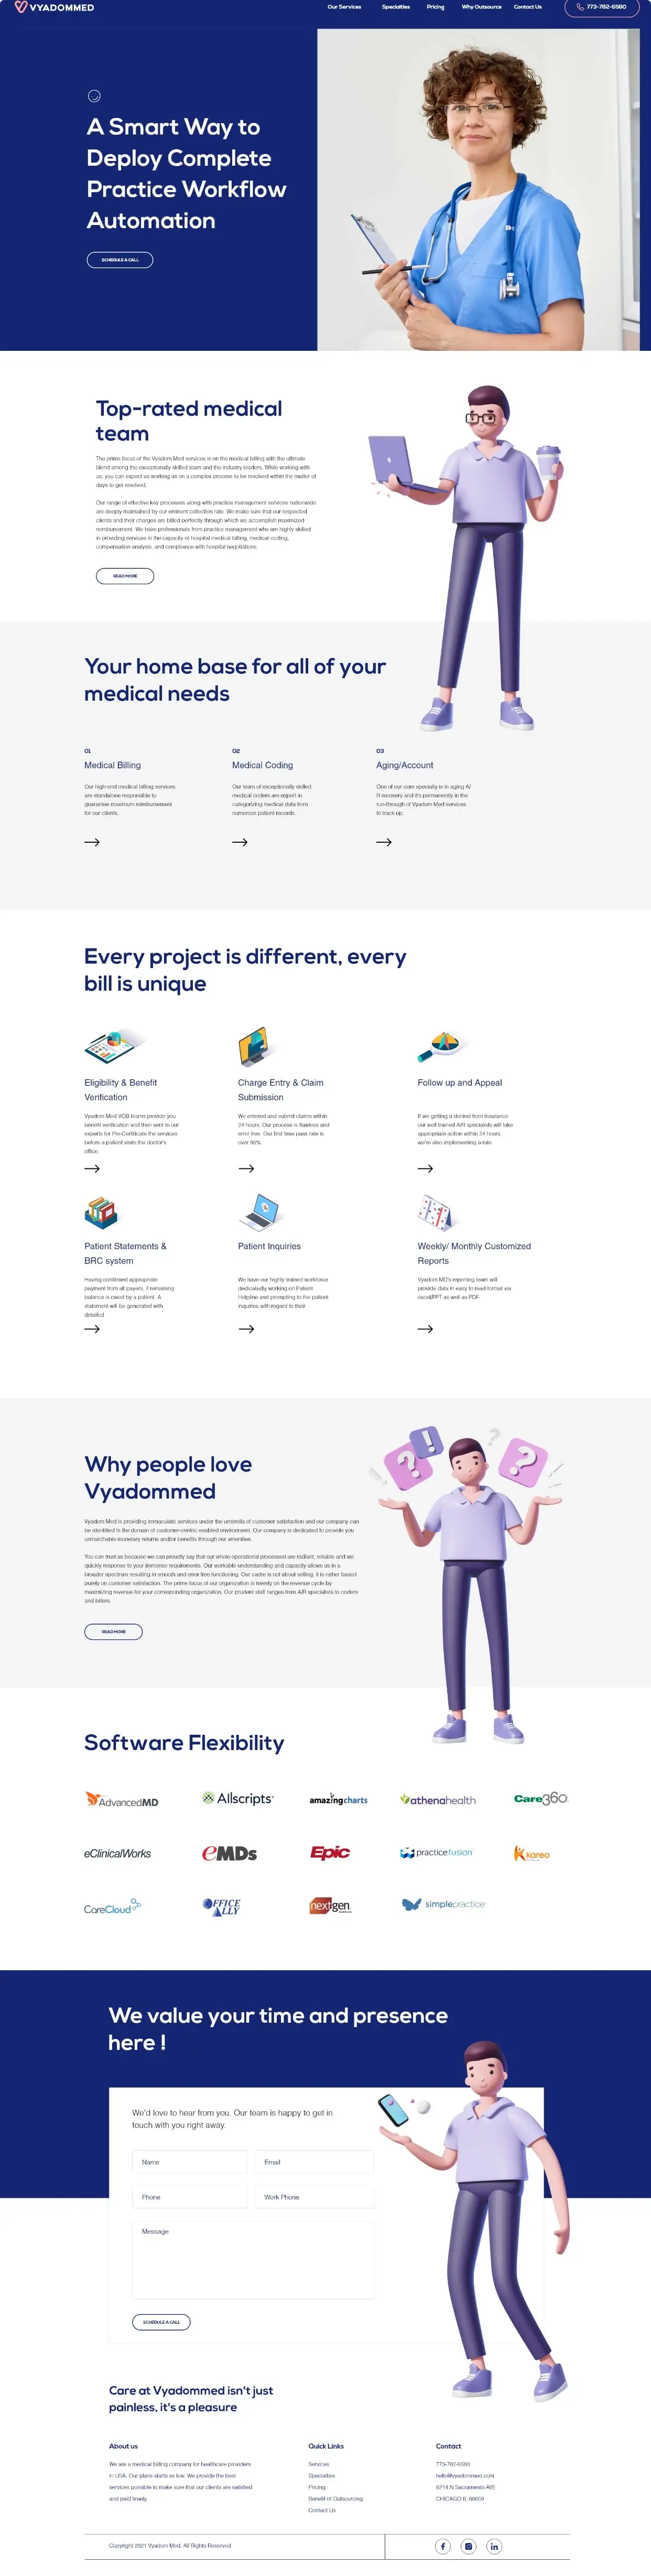 VYADOMMED
Our Services
Specialties
Pricing
Why Outsource
Contact Us
773-782-6580
A Smart Way to
Deploy Complete
Practice Workflow
Automation
SCHEDULE A CALL
Top-rated medical
team
The prime focus of the Vyadom Med services is on the medical billing with the ultimate
blend among the exceptionally skilled team and the industry leaders. While working with
us, you can expect us working us on a complex process to be resolved within the matter of
days to get resolved.
Our range of effective key processes along with practice management services nationwide
are deeply maintained by our eminent collection rate. We make sure that our respected
clients and their charges are billed perfectly through which we accomplish maximized
reimbursement. We have professionals from practice management who are highly skilled
in providing services in the capacity of hospital medical billing, medical coding,
compensation analysis, and compliance with hospital negotiations.
READ MORE
Your home base for all of your
medical needs
01
Medical Billing
Our high-end medical billing services
are standalone responsible to
guarantee maximum reimbursement
for our clients.
02
Medical Coding
Our team of exceptionally skilled
medical coders are expert in
categorizing medical data from
numerous patient records.
03
Aging/Account
One of our core specialty is in aging A/
R recovery and it's permanently in the
run-through of Vyadom Med services
to track up.
Every project is different, every
bill is unique
Eligibility & Benefit
Verification
Vyadom Med VOB teams provide you
benefit verification and then sent to our
experts for Pre-Certificate the services
before a patient visits the doctor's
office.
Charge Entry & Claim
Submission
We entered and submit claims within
24 hours. Our process is flawless and
error free. Our first time pass rate is
over 96%.
Follow up and Appeal
If we getting a denied from insurance
our well trained A/R specialists will take
appropriate action within 24 hours.
we're also implementing a rule
Patient Statements &
BRC system
Having confirmed appropriate
payment from all payers, if remaining
balance is owed by a patient. A
statement will be generated with
detailed
Patient Inquiries
We have our highly trained workforce
dedicatedly working on Patient
Helpline and prompting to the patient
inquiries with regard to their
Weekly/ Monthly Customized
Reports
Vyadom MD's reporting team will
provide data in easy to read format via
excel/PPT as well as PDF.
Why people love
Vyadommed
Vyadom Med is providing immaculate services under the umbrella of customer satisfaction and our company can
be identified in the domain of customer-centric enabled environment. Our company is dedicated to provide you
unmatchable monetary returns and/or benefits through our amenities.
You can trust us because we can proudly say that our whole operational processed are radiant, reliable and we
quickly response to your immense requirements. Our workable understanding and capacity allows us in a
broader spectrum resulting in smooth and error free functioning. Our cadre is not about selling, it is rather based
purely on customer satisfaction. The prime focus of our organization is merely on the revenue cycle by
maximizing revenue for your corresponding organization. Our prudent staff ranges from A/R specialists to coders
and billers.
READ MORE
Software Flexibility
AdvancedMD
Allscripts
amazingcharts
athenahealth
Care360
eClinicalWorks
eMDs
Epic
practice fusion
kareo
CareCloud
OFFICE
ALLY
nextgen
simplepractice
We value your time and presence
here !
We'd love to hear from you. Our team is happy to get in
touch with you right away.
Name
Email
Phone
Work Phone
Message
SCHEDULE A CALL
Care at Vyadommed isn't just
painless, it's a pleasure
About us
We are a medical billing company for healthcare providers
in USA. Our plans starts as low. We provide the best
services possible to make sure that our clients are satisfied
and paid timely.
Quick Links
Services
Specialties
Pricing
Benefit of Outsourcing
Contact Us
Contact
773-782-6580
hello@vyadommed.com
6214 N Sacramento AVE
CHICAGO IL 60659
Copyright 2021 Vyadom Med. All Rights Reserved